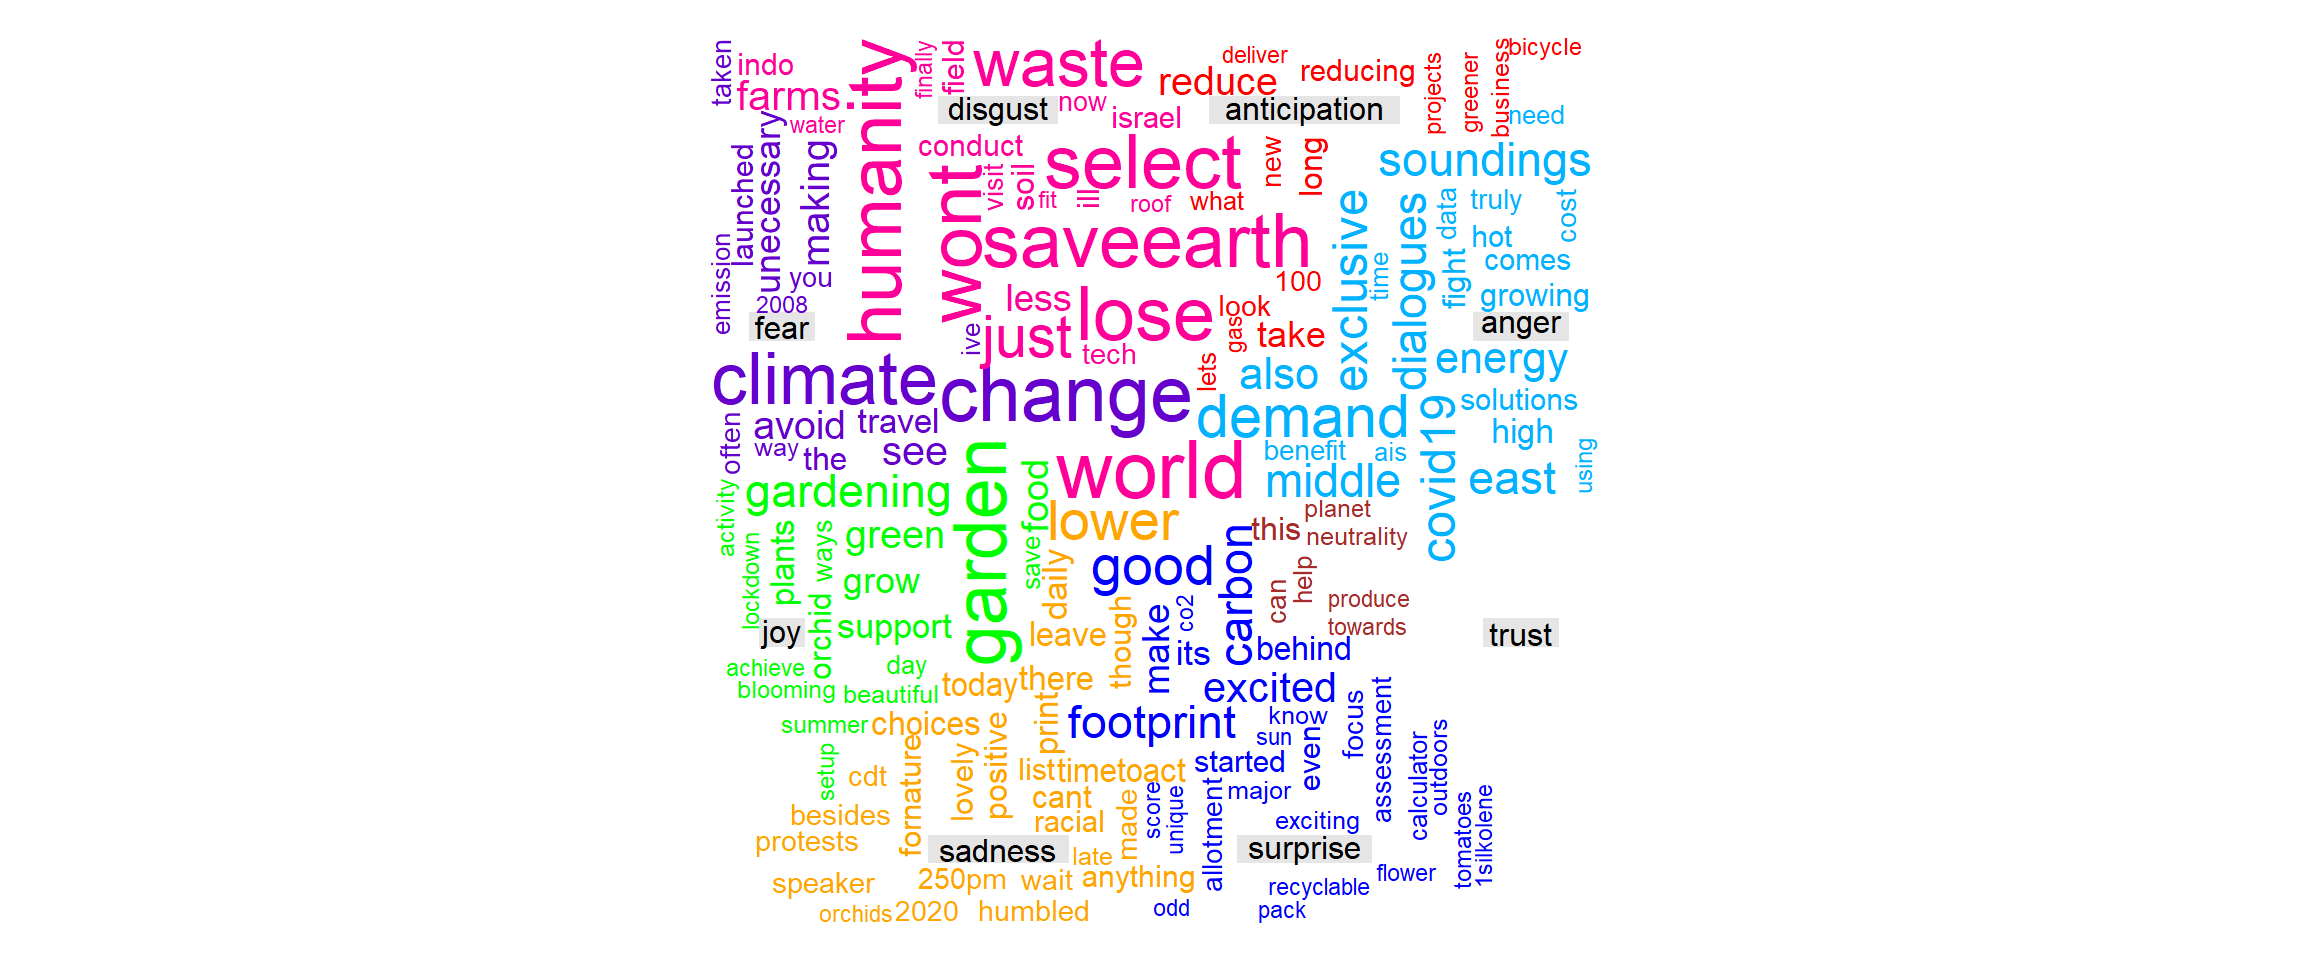 taken
indo
farms
water
humanity
finally
field
waste
deliver
reduce
reducing
projects
greener
business
bicycle
need
disgust
now
israel
anticipation
launched
unecessary
making
conduct
wont
visit
soil
fit
ill
select
roof
what
new
long
soundings
emission
you
2008
fear
saveearth
exclusive
dialogues
data
truly
cost
hot
time
fight
comes
growing
anger
less
lose
100
look
gas
take
ive
just
tech
lets
also
energy
climate
change
demand
covid19
solutions
high
avoid
travel
often
way
the
see
benefit
ais
middle
east
using
activity
gardening
garden
food
world
lower
planet
this
neutrality
lockdown
plants
ways
green
save
daily
good
carbon
grow
can
help
produce
towards
joy
orchid
support
leave
though
make
co2
its
behind
trust
achieve
day
blooming
beautiful
today
there
excited
summer
choices
positive
print
footprint
know
sun
even
focus
assessment
setup
cdt
fornature
lovely
list
timetoact
started
calculator
outdoors
besides
cant
racial
made
score
unique
allotment
major
exciting
tomatoes
1silkolene
protests
sadness
late
surprise
speaker
250pm
wait
anything
recyclable
flower
orchids
2020
humbled
odd
pack